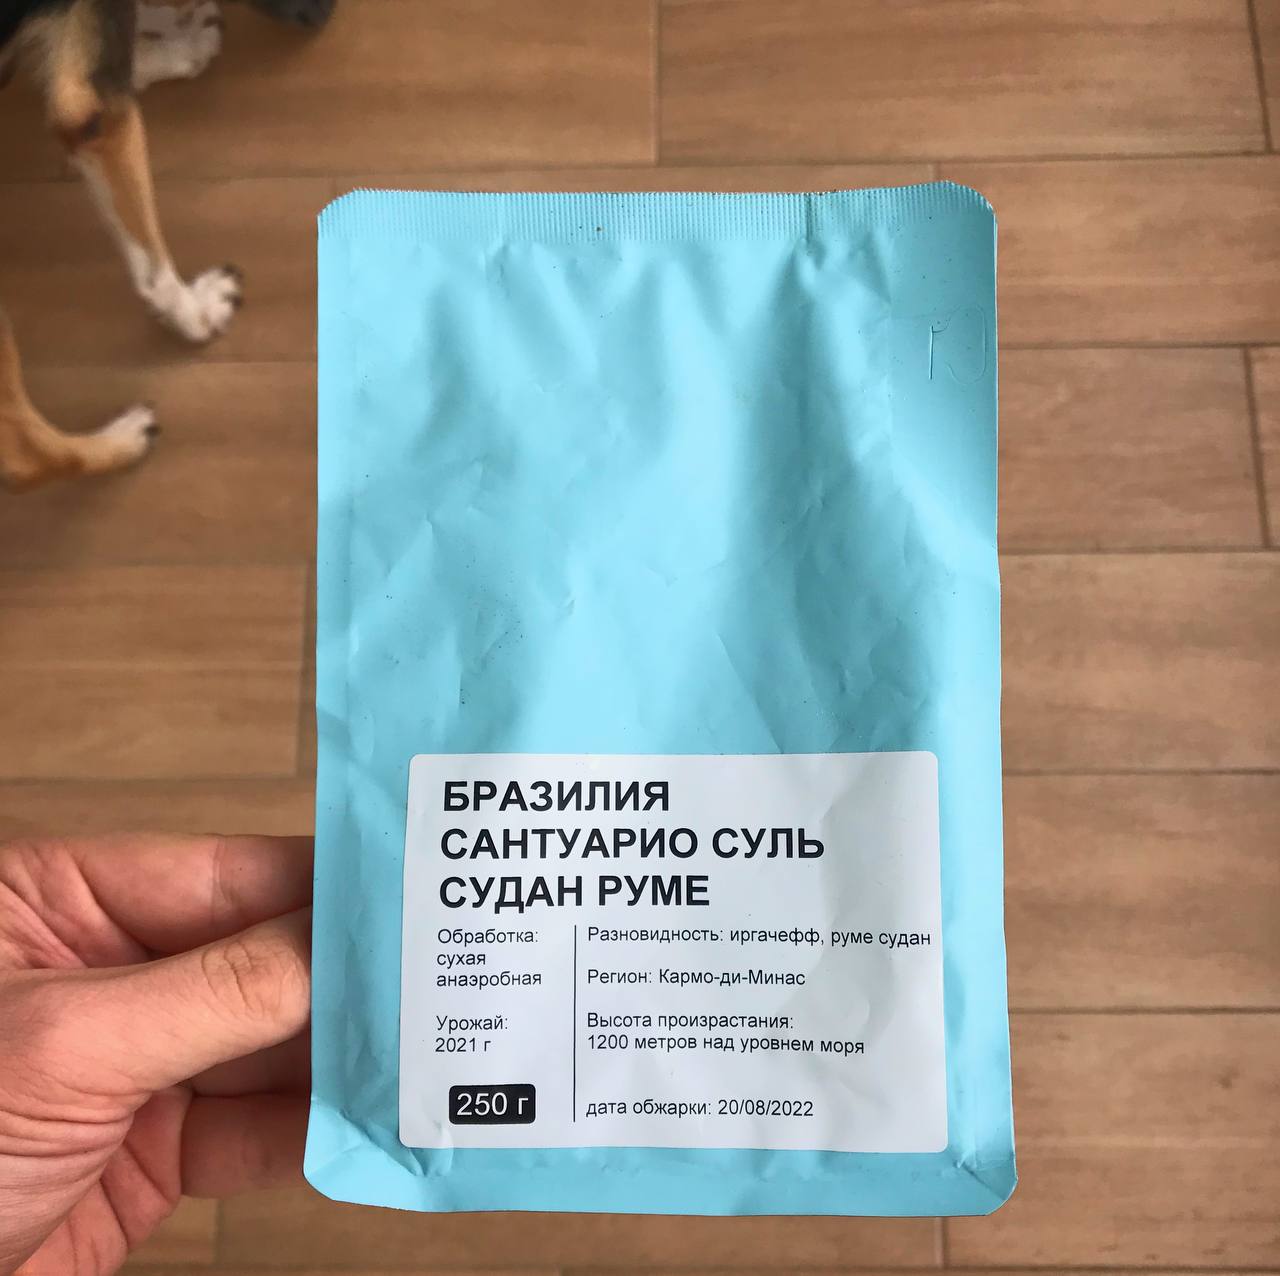 БРАЗИЛИЯ
САНТУАРИО СУЛЬ
СУДАН РУМЕ
Обработка:
сухая
анаэробная
Урожай:
2021 г
250 г
Разновидность: иргачефф, руме судан
Регион: Кармо-ди-Минас
Высота произрастания:
1200 метров над уровнем моря
дата обжарки: 20/08/2022